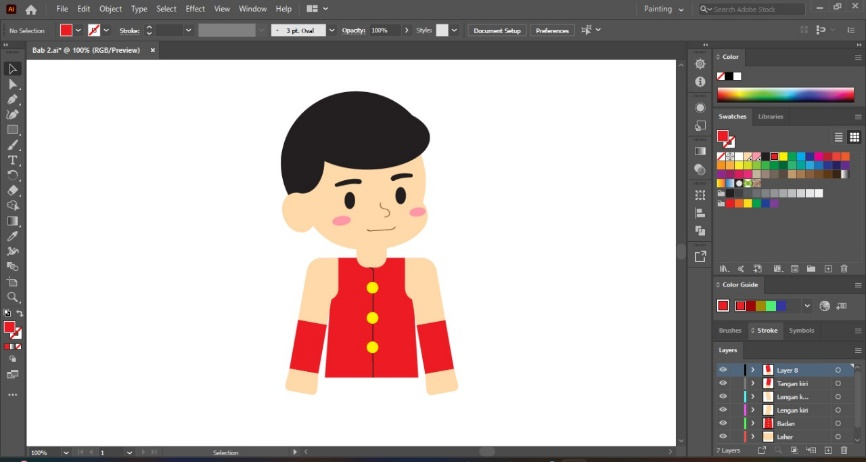 Ai File Edit Object Type Select Effect View Window Help Painting Search Adobe Stock
No Selection Stroke: 3 pt. Oval Opacity: 100% Style: Document Setup Preferences
Bab 2.ai* @ 100% (RGB/Preview) ×
Color
Swatches Libraries
Color Guide
Brushes Stroke Symbols
Layers
Layer 8
Tangan kiri
Lengan k...
Lengan kiri
Badan
Leher
100% 1 Selection
7 Layers